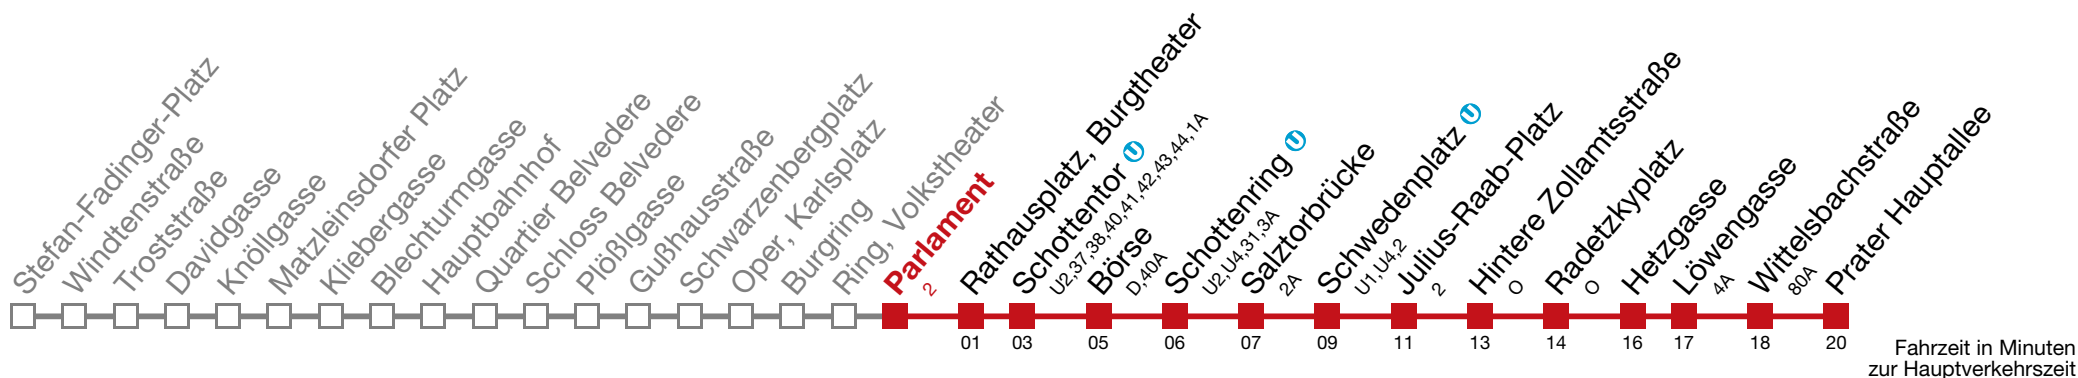 Stefan-Fadinger-Platz
Windtenstraße
Troststraße
Davidgasse
Knöllgasse
Matzleinsdorfer Platz
Kliebergasse
Blechturmgasse
Hauptbahnhof
Quartier Belvedere
Schloss Belvedere
Plößlgasse
Gußhausstraße
Schwarzenbergplatz
Oper, Karlsplatz
Burgring
Ring, Volkstheater
Parlament
2
Rathausplatz, Burgtheater
Schottentor U
U2,37,38,40,41,42,43,44,1A
Börse
D,40A
Schottenring U
U2,U4,31,3A
Salztorbrücke
2A
Schwedenplatz U
U1,U4,2
Julius-Raab-Platz
2
Hintere Zollamtsstraße
O
Radetzkyplatz
O
Hetzgasse
Löwengasse
4A
Wittelsbachstraße
80A
Prater Hauptallee
01 03 05 06 07 09 11 13 14 16 17 18 20
Fahrzeit in Minuten
zur Hauptverkehrszeit